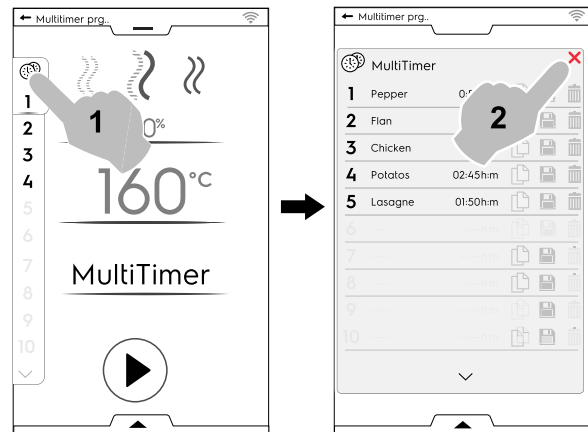 Multitimer prg..
1
2
3
4
5
6
7
8
9
10
1
0%
160°C
MultiTimer
Multitimer prg..
MultiTimer
1 Pepper
2 Flan
3 Chicken
4 Potatos 02:45h:m
5 Lasagne 01:50h:m
6
7
8
9
10
2